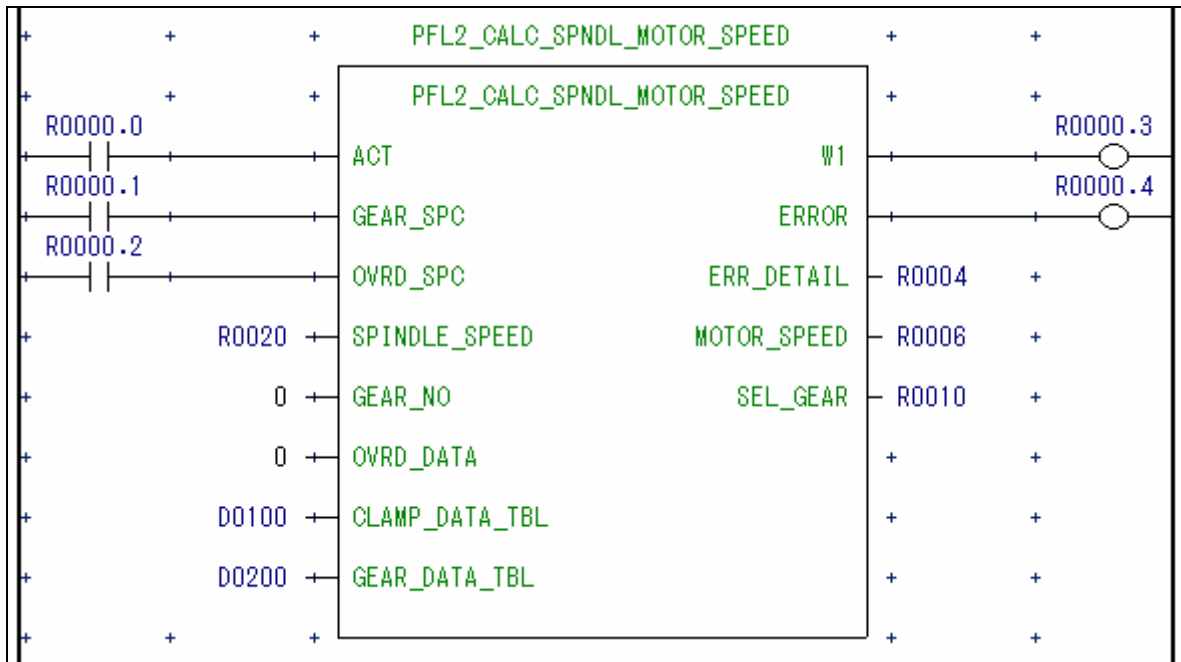 PFL2_CALC_SPNDL_MOTOR_SPEED
PFL2_CALC_SPNDL_MOTOR_SPEED
R0000.0 R0000.3
ACT W1
R0000.1 R0000.4
GEAR_SPC ERROR
R0000.2
OVRD_SPC ERR_DETAIL R0004
R0020 SPINDLE_SPEED MOTOR_SPEED R0006
0 GEAR_NO SEL_GEAR R0010
0 OVRD_DATA
D0100 CLAMP_DATA_TBL
D0200 GEAR_DATA_TBL